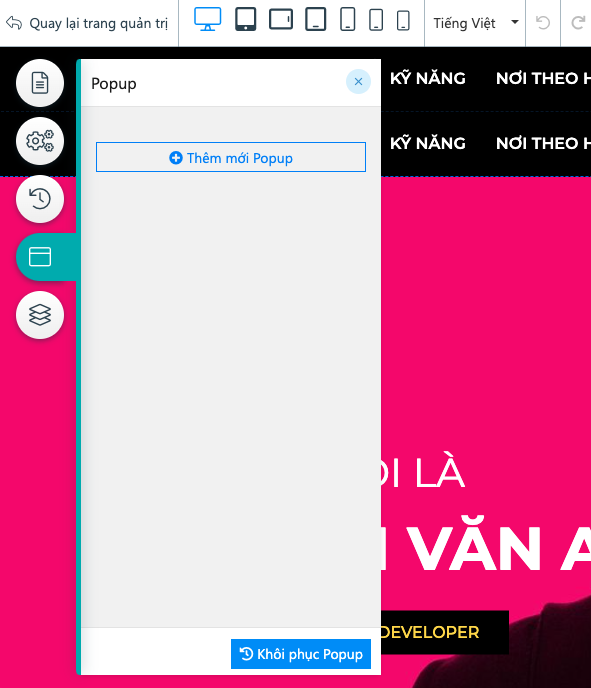 Quay lại trang quản trị
Tiếng Việt
Popup
KỸ NĂNG
NƠI THEO H
KỸ NĂNG
NƠI THEO H
Thêm mới Popup
ÔI LÀ
VĂN A
DEVELOPER
Khôi phục Popup